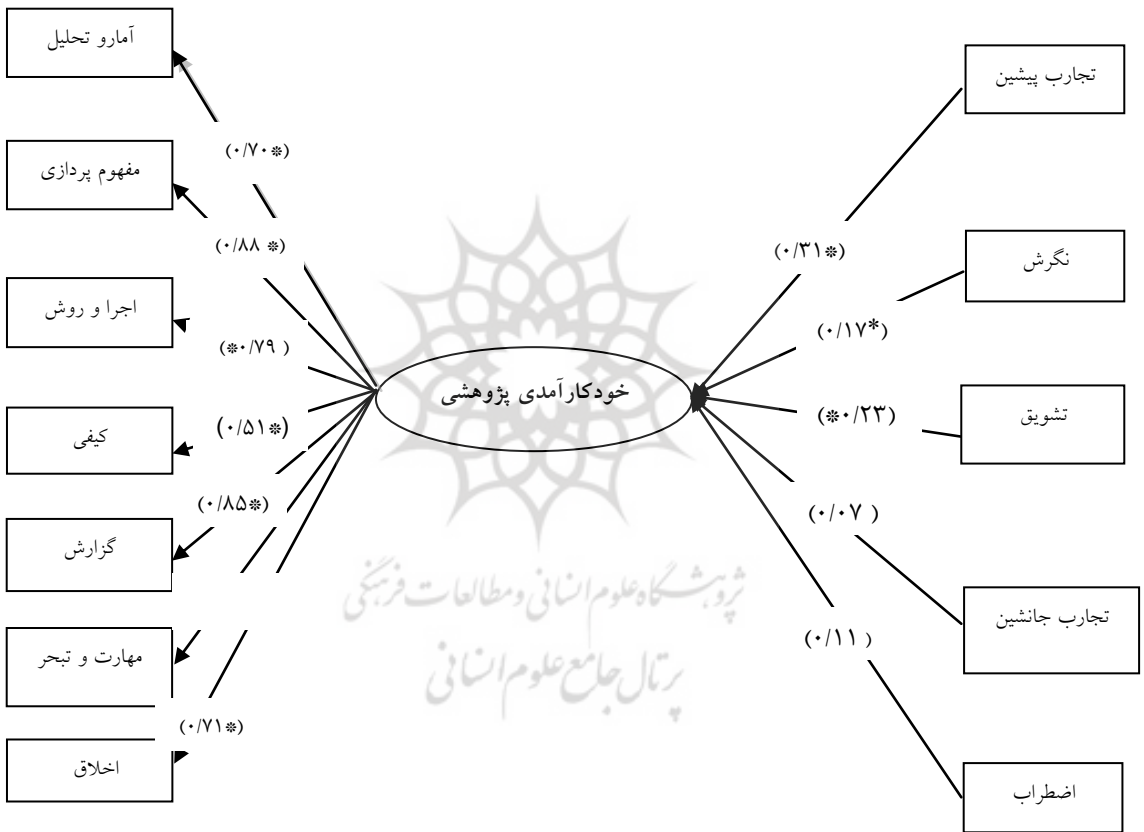 آمارو تحلیل
تجارب پیشین
(۰/۷۰*)
مفهوم پردازی
(۰/۸۸ *)
(۰/۳۱*)
نگرش
اجرا و روش
(۰/۱۷*)
(*۰/۷۹ )
خودکارآمدی پژوهشی
تشویق
(*۰/۲۳)
کیفی
(۰/۵۱*)
(۰/۸۵*)
(۰/۰۷ )
گزارش
پژوهشگاه علوم انسانی و مطالعات فرهنگی
تجارب جانشین
(۰/۱۱ )
مهارت و تبحر
پرتال جامع علوم انسانی
(۰/۷۱*)
اخلاق
اضطراب